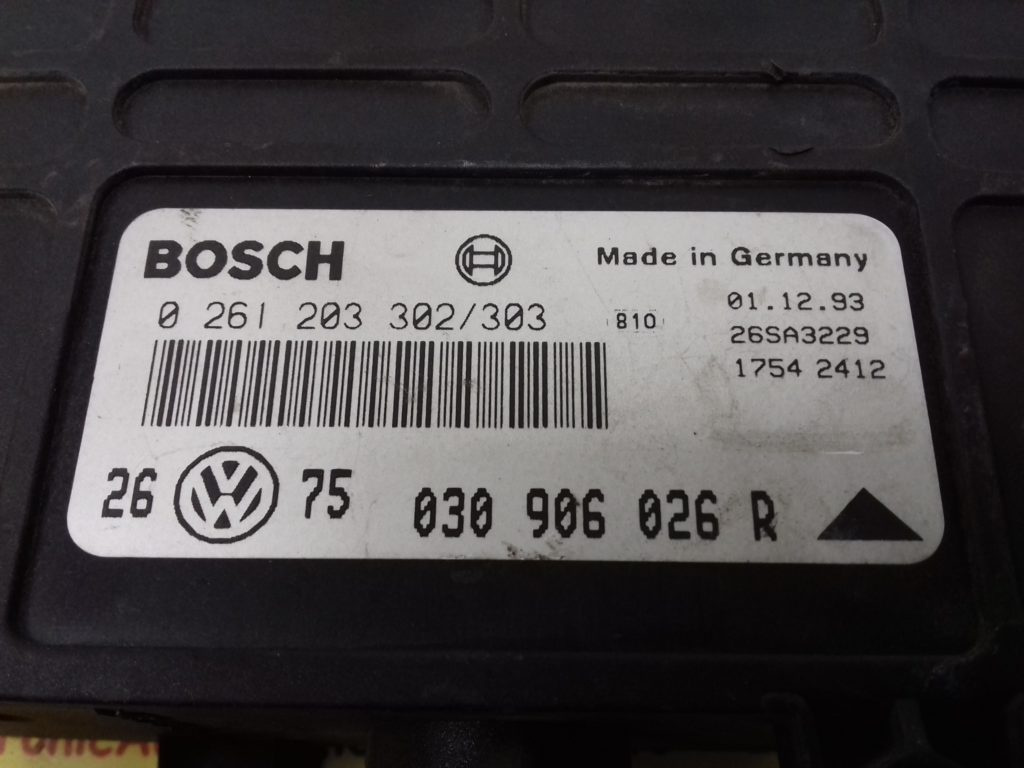 BOSCH
Made in Germany
0 261 203 302/303
810
01.12.93
26SA3229
1754 2412
26 VW 75 030 906 026 R